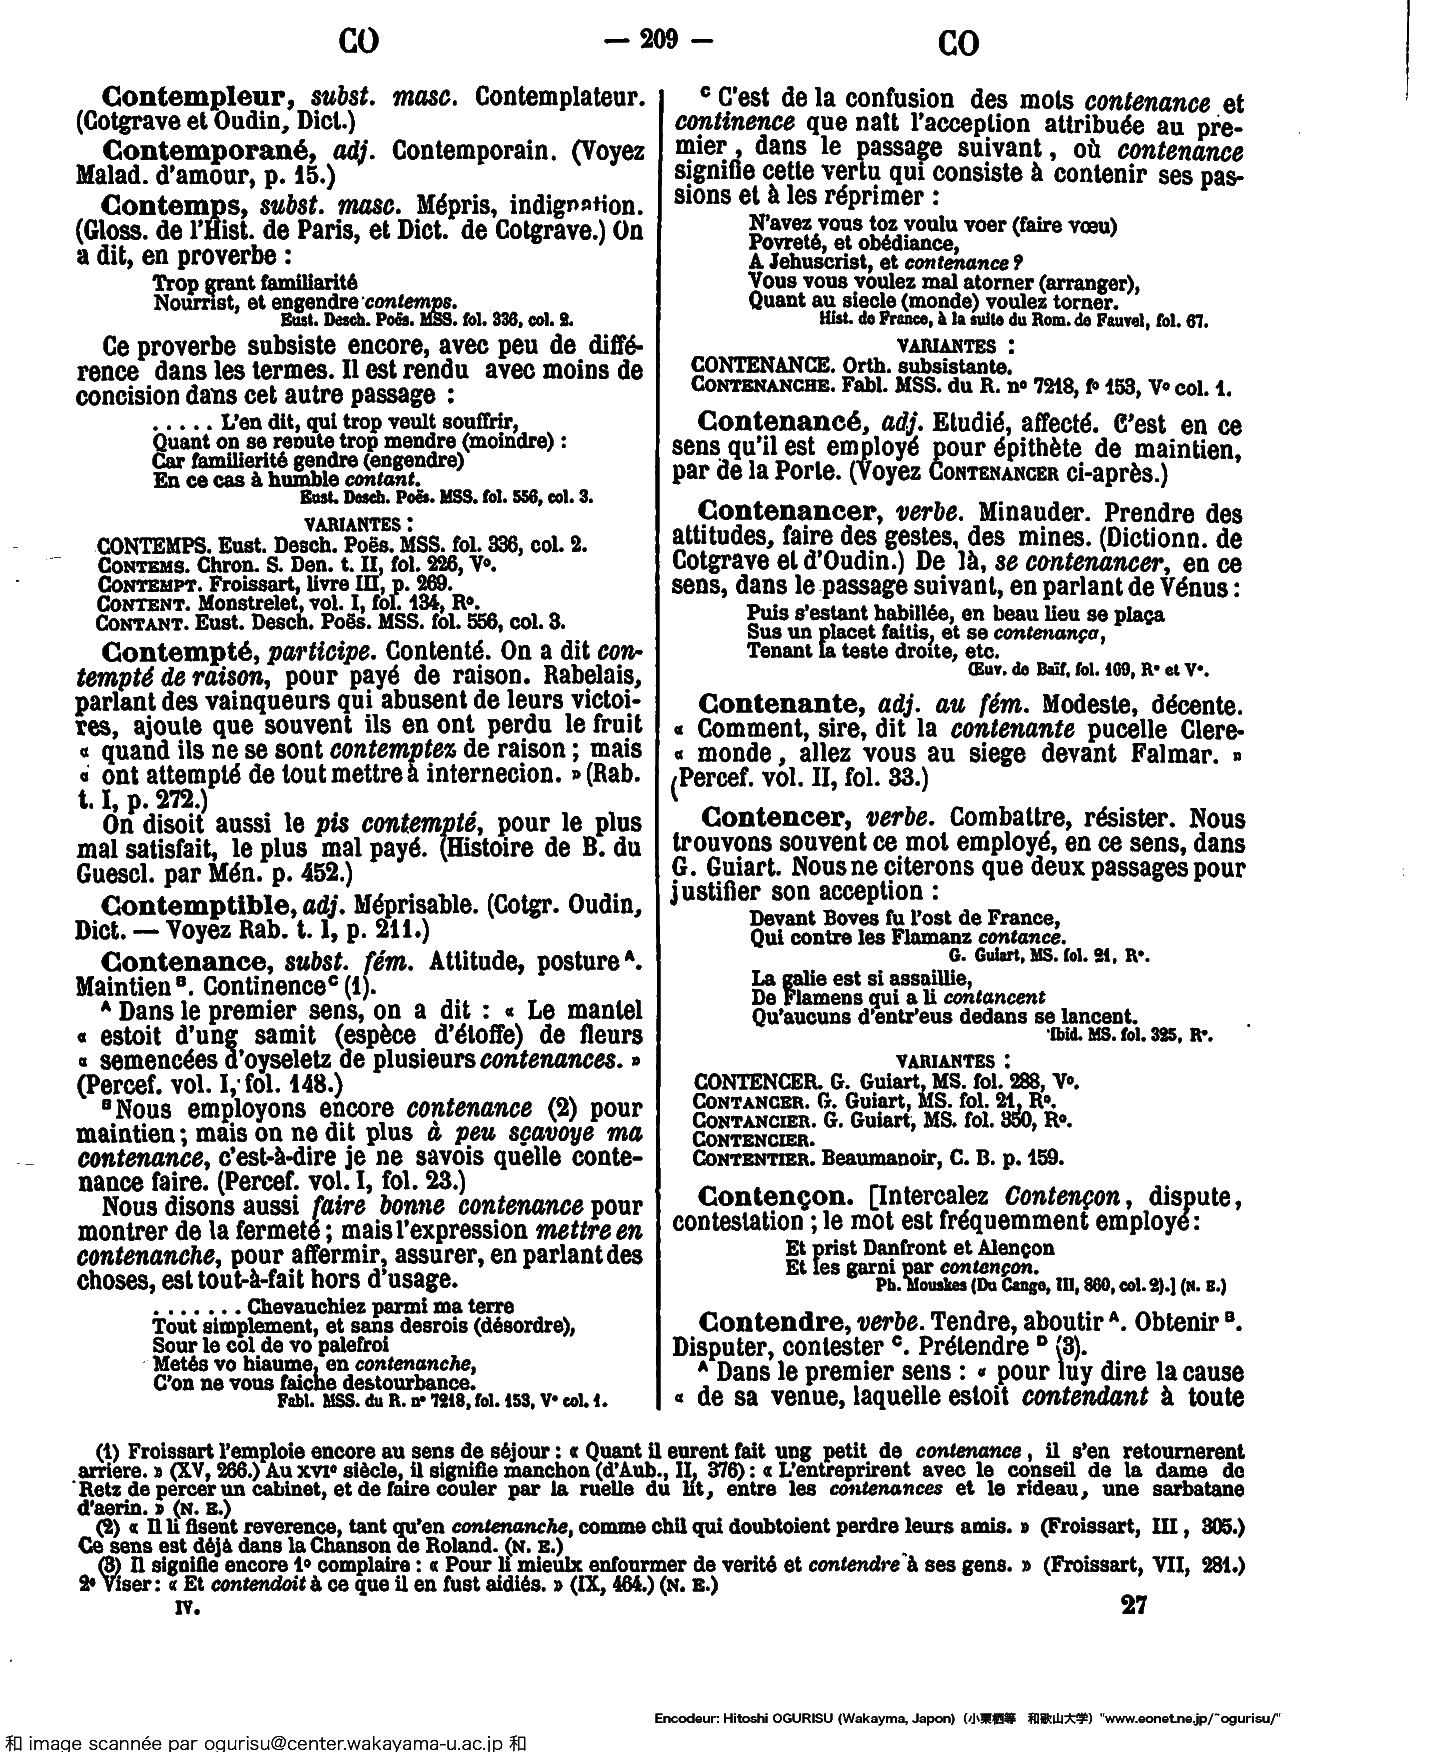 CO
— 209 —
CO
Contempleur, subst. masc. Contemplateur.
(Cotgrave et Oudin, Dict.)
Contemporané, adj. Contemporain. (Voyez
Malad. d'amour, p. 15.)
Contemps, subst. masc. Mépris, indignation.
(Gloss. de l'Hist. de Paris, et Dict. de Cotgrave.) On
a dit, en proverbe :
Trop grant familiarité
Nourrist, et engendre contemps.
Eust. Desch. Poës. MSS. fol. 336, col. 2.
Ce proverbe subsiste encore, avec peu de diffé-
rence dans les termes. Il est rendu avec moins de
concision dans cet autre passage :
. . . . . L'en dit, qui trop veult souffrir,
Quant on se repute trop mendre (moindre) :
Car familierité gendre (engendre)
En ce cas à humble contant.
Eust. Desch. Poës. MSS. fol. 556, col. 3.
VARIANTES :
CONTEMPS. Eust. Desch. Poës. MSS. fol. 336, col. 2.
CONTEMS. Chron. S. Den. t. II, fol. 226, Vo.
CONTEMPT. Froissart, livre III, p. 269.
CONTENT. Monstrelet, vol. I, fol. 134, Ro.
CONTANT. Eust. Desch. Poës. MSS. fol. 556, col. 3.
Contempté, participe. Contenté. On a dit con-
tempté de raison, pour payé de raison. Rabelais,
parlant des vainqueurs qui abusent de leurs victoi-
res, ajoute que souvent ils en ont perdu le fruit
« quand ils ne se sont contemptez de raison ; mais
« ont attempté de tout mettre à internecion. » (Rab.
t. I, p. 272.)
On disoit aussi le pis contempté, pour le plus
mal satisfait, le plus mal payé. (Histoire de B. du
Guescl. par Mén. p. 452.)
Contemptible, adj. Méprisable. (Cotgr. Oudin,
Dict. — Voyez Rab. t. I, p. 211.)
Contenance, subst. fém. Attitude, posture A.
Maintien B. Continence C (1).
A Dans le premier sens, on a dit : « Le mantel
« estoit d'ung samit (espèce d'étoffe) de fleurs
« semencées d'oyseletz de plusieurs contenances. »
(Percef. vol. I, fol. 148.)
B Nous employons encore contenance (2) pour
maintien ; mais on ne dit plus à peu sçavoye ma
contenance, c'est-à-dire je ne savois quelle conte-
nance faire. (Percef. vol. I, fol. 23.)
Nous disons aussi faire bonne contenance pour
montrer de la fermeté ; mais l'expression mettre en
contenanche, pour affermir, assurer, en parlant des
choses, est tout-à-fait hors d'usage.
. . . . . . . Chevauchiez parmi ma terre
Tout simplement, et sans desrois (désordre),
Sour le col de vo palefroi
Metés vo hiaume, en contenanche,
C'on ne vous faiche destourbance.
Fabl. MSS. du R. no 7218, fol. 153, Vo col. 1.
C C'est de la confusion des mots contenance et
continence que naît l'acception attribuée au pre-
mier, dans le passage suivant, où contenance
signifie cette vertu qui consiste à contenir ses pas-
sions et à les réprimer :
N'avez vous toz voulu voer (faire vœu)
Povreté, et obédiance,
A Jehuscrist, et contenance ?
Vous vous voulez mal atorner (arranger),
Quant au siecle (monde) voulez torner.
Hist. de France, à la suite du Rom. de Fauvel, fol. 67.
VARIANTES :
CONTENANCE. Orth. subsistante.
CONTENANCHE. Fabl. MSS. du R. no 7218, fo 153, Vo col. 1.
Contenancé, adj. Etudié, affecté. C'est en ce
sens qu'il est employé pour épithète de maintien,
par de la Porte. (Voyez CONTENANCER ci-après.)
Contenancer, verbe. Minauder. Prendre des
attitudes, faire des gestes, des mines. (Dictionn. de
Cotgrave et d'Oudin.) De là, se contenancer, en ce
sens, dans le passage suivant, en parlant de Vénus :
Puis s'estant habillée, en beau lieu se plaça
Sus un placet faitis, et se contenança,
Tenant la teste droite, etc.
Œuv. de Baïf, fol. 109, Ro et Vo.
Contenante, adj. au fém. Modeste, décente.
« Comment, sire, dit la contenante pucelle Clere-
« monde, allez vous au siege devant Falmar. »
(Percef. vol. II, fol. 33.)
Contencer, verbe. Combattre, résister. Nous
trouvons souvent ce mot employé, en ce sens, dans
G. Guiart. Nous ne citerons que deux passages pour
justifier son acception :
Devant Boves fu l'ost de France,
Qui contre les Flamanz contance.
G. Guiart, MS. fol. 21, Ro.
La galie est si assaillie,
De Flamens qui a li contancent
Qu'aucuns d'entr'eus dedans se lancent.
Ibid. MS. fol. 325, Ro.
VARIANTES :
CONTENCER. G. Guiart, MS. fol. 288, Vo.
CONTANCER. G. Guiart, MS. fol. 21, Ro.
CONTANCIER. G. Guiart, MS. fol. 350, Ro.
CONTENCIER.
CONTENTIER. Beaumanoir, C. B. p. 159.
Contençon. [Intercalez Contençon, dispute,
contestation ; le mot est fréquemment employé :
Et prist Danfront et Alençon
Et les garni par contençon.
Ph. Mouskes (Du Cange, III, 860, col. 2).] (N. E.)
Contendre, verbe. Tendre, aboutir A. Obtenir B.
Disputer, contester C. Prétendre D (3).
A Dans le premier sens : « pour luy dire la cause
« de sa venue, laquelle estoit contendant à toute
(1) Froissart l'emploie encore au sens de séjour : « Quant il eurent fait ung petit de contenance, il s'en retournerent
arriere. » (XV, 266.) Au XVIe siècle, il signifie manchon (d'Aub., II, 376) : « L'entreprirent avec le conseil de la dame de
Retz de percer un cabinet, et de faire couler par la ruelle du lit, entre les contenances et le rideau, une sarbatane
d'aerin. » (N. E.)
(2) « Il li fisent reverence, tant qu'en contenanche, comme chil qui doubtoient perdre leurs amis. » (Froissart, III, 305.)
Ce sens est déjà dans la Chanson de Roland. (N. E.)
(3) Il signifie encore 1o complaire : « Pour li mieulx enfourmer de verité et contendre à ses gens. » (Froissart, VII, 281.)
2o Viser : « Et contendoit à ce que il en fust aidiés. » (IX, 464.) (N. E.)
IV.
27
Encodeur: Hitoshi OGURISU (Wakayma, Japon) (小栗栖等 和歌山大学) "www.eonet.ne.jp/~ogurisu/"
和 image scannée par ogurisu@center.wakayama-u.ac.jp 和